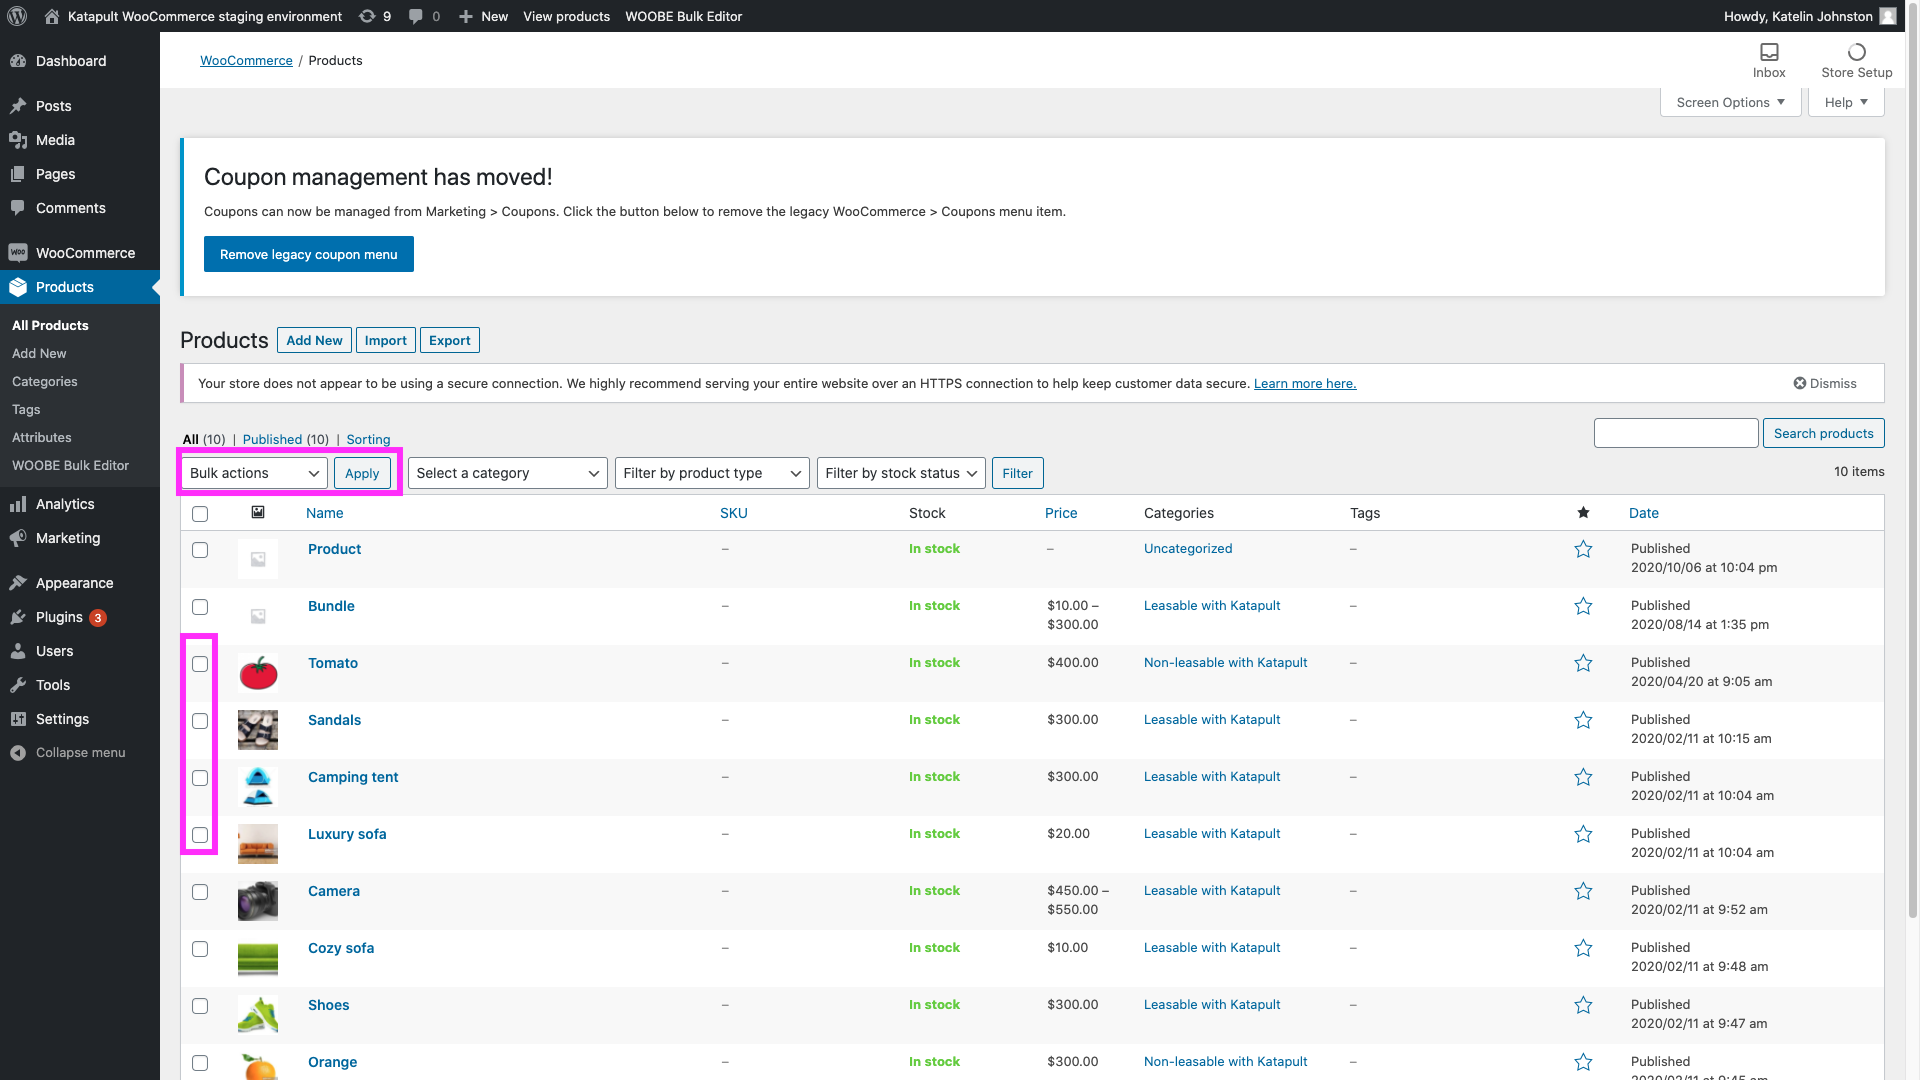 Katapult WooCommerce staging environment 9 0 New View products WOOBE Bulk Editor Howdy, Katelin Johnston
Dashboard
Posts
Media
Pages
Comments
WOO WooCommerce
Products
All Products
Add New
Categories
Tags
Attributes
WOOBE Bulk Editor
Analytics
Marketing
Appearance
Plugins 3
Users
Tools
Settings
Collapse menu
WooCommerce / Products
Inbox Store Setup
Screen Options Help
Coupon management has moved!
Coupons can now be managed from Marketing > Coupons. Click the button below to remove the legacy WooCommerce > Coupons menu item.
Remove legacy coupon menu
Products Add New Import Export
Your store does not appear to be using a secure connection. We highly recommend serving your entire website over an HTTPS connection to help keep customer data secure. Learn more here. Dismiss
All (10) | Published (10) | Sorting
Search products
Bulk actions Apply Select a category Filter by product type Filter by stock status Filter 10 items
Name SKU Stock Price Categories Tags Date
Product – In stock – Uncategorized – Published
2020/10/06 at 10:04 pm
Bundle – In stock $10.00 – Leasable with Katapult – Published
$300.00 2020/08/14 at 1:35 pm
Tomato – In stock $400.00 Non-leasable with Katapult – Published
2020/04/20 at 9:05 am
Sandals – In stock $300.00 Leasable with Katapult – Published
2020/02/11 at 10:15 am
Camping tent – In stock $300.00 Leasable with Katapult – Published
2020/02/11 at 10:04 am
Luxury sofa – In stock $20.00 Leasable with Katapult – Published
2020/02/11 at 10:04 am
Camera – In stock $450.00 – Leasable with Katapult – Published
$550.00 2020/02/11 at 9:52 am
Cozy sofa – In stock $10.00 Leasable with Katapult – Published
2020/02/11 at 9:48 am
Shoes – In stock $300.00 Leasable with Katapult – Published
2020/02/11 at 9:47 am
Orange – In stock $300.00 Non-leasable with Katapult – Published
2020/02/11 at 9:45 am